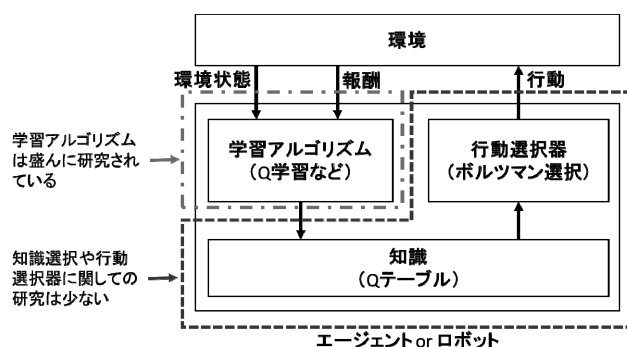 環境
環境状態
報酬
行動
学習アルゴリズム
は盛んに研究され
ている
学習アルゴリズム
(Q学習など)
行動選択器
(ボルツマン選択)
知識選択や行動
選択器に関しての
研究は少ない
知識
(Qテーブル)
エージェント or ロボット